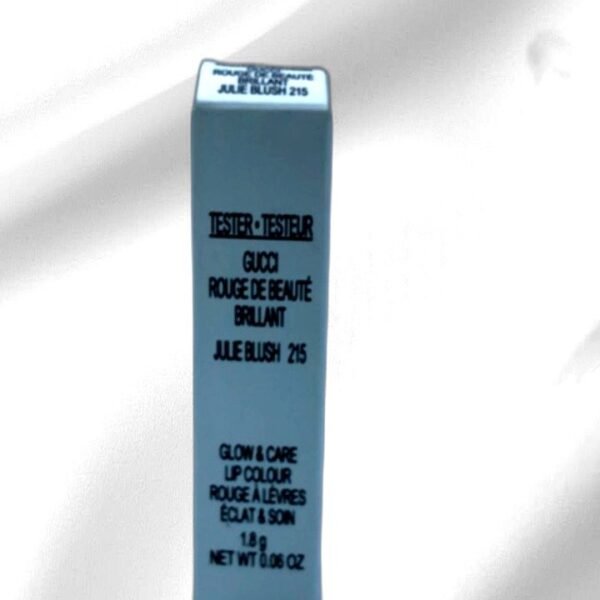 GUCCI
ROUGE DE BEAUTÉ
BRILLANT
JULIE BLUSH 215
TESTER • TESTEUR
GUCCI
ROUGE DE BEAUTÉ
BRILLANT
JULIE BLUSH 215
GLOW & CARE
LIP COLOUR
ROUGE À LÈVRES
ÉCLAT & SOIN
1.8 g
NET WT 0.06 OZ